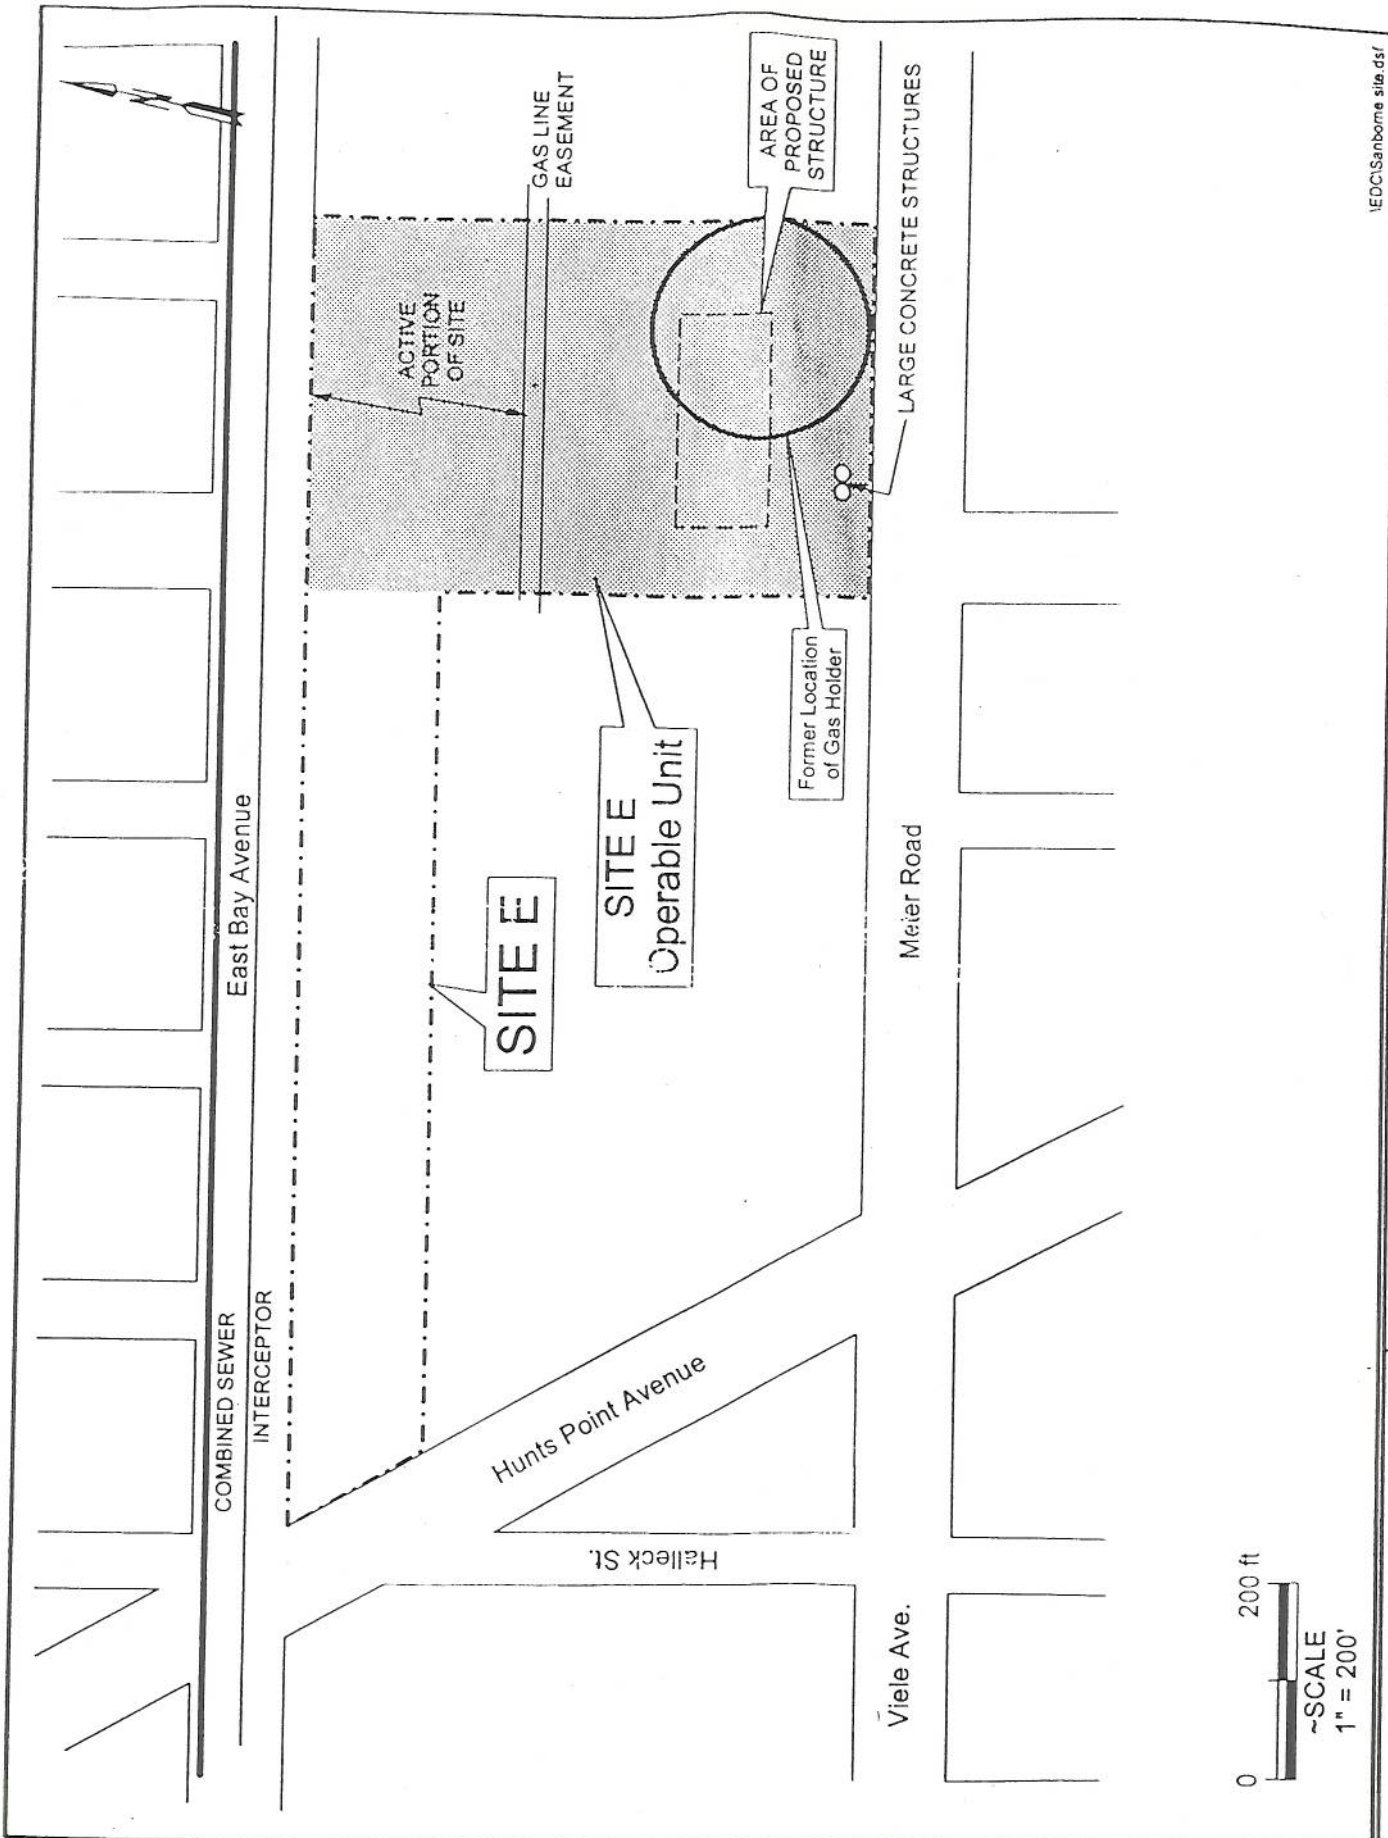 N
GAS LINE
EASEMENT
AREA OF
PROPOSED
STRUCTURE
ACTIVE
PORTION
OF SITE
LARGE CONCRETE STRUCTURES
Former Location
of Gas Holder
SITE E
Operable Unit
SITE E
East Bay Avenue
COMBINED SEWER
INTERCEPTOR
Meier Road
Hunts Point Avenue
Halleck St.
Viele Ave.
0
200 ft
~SCALE
1" = 200'
\EDC\Sanborne site.dsf